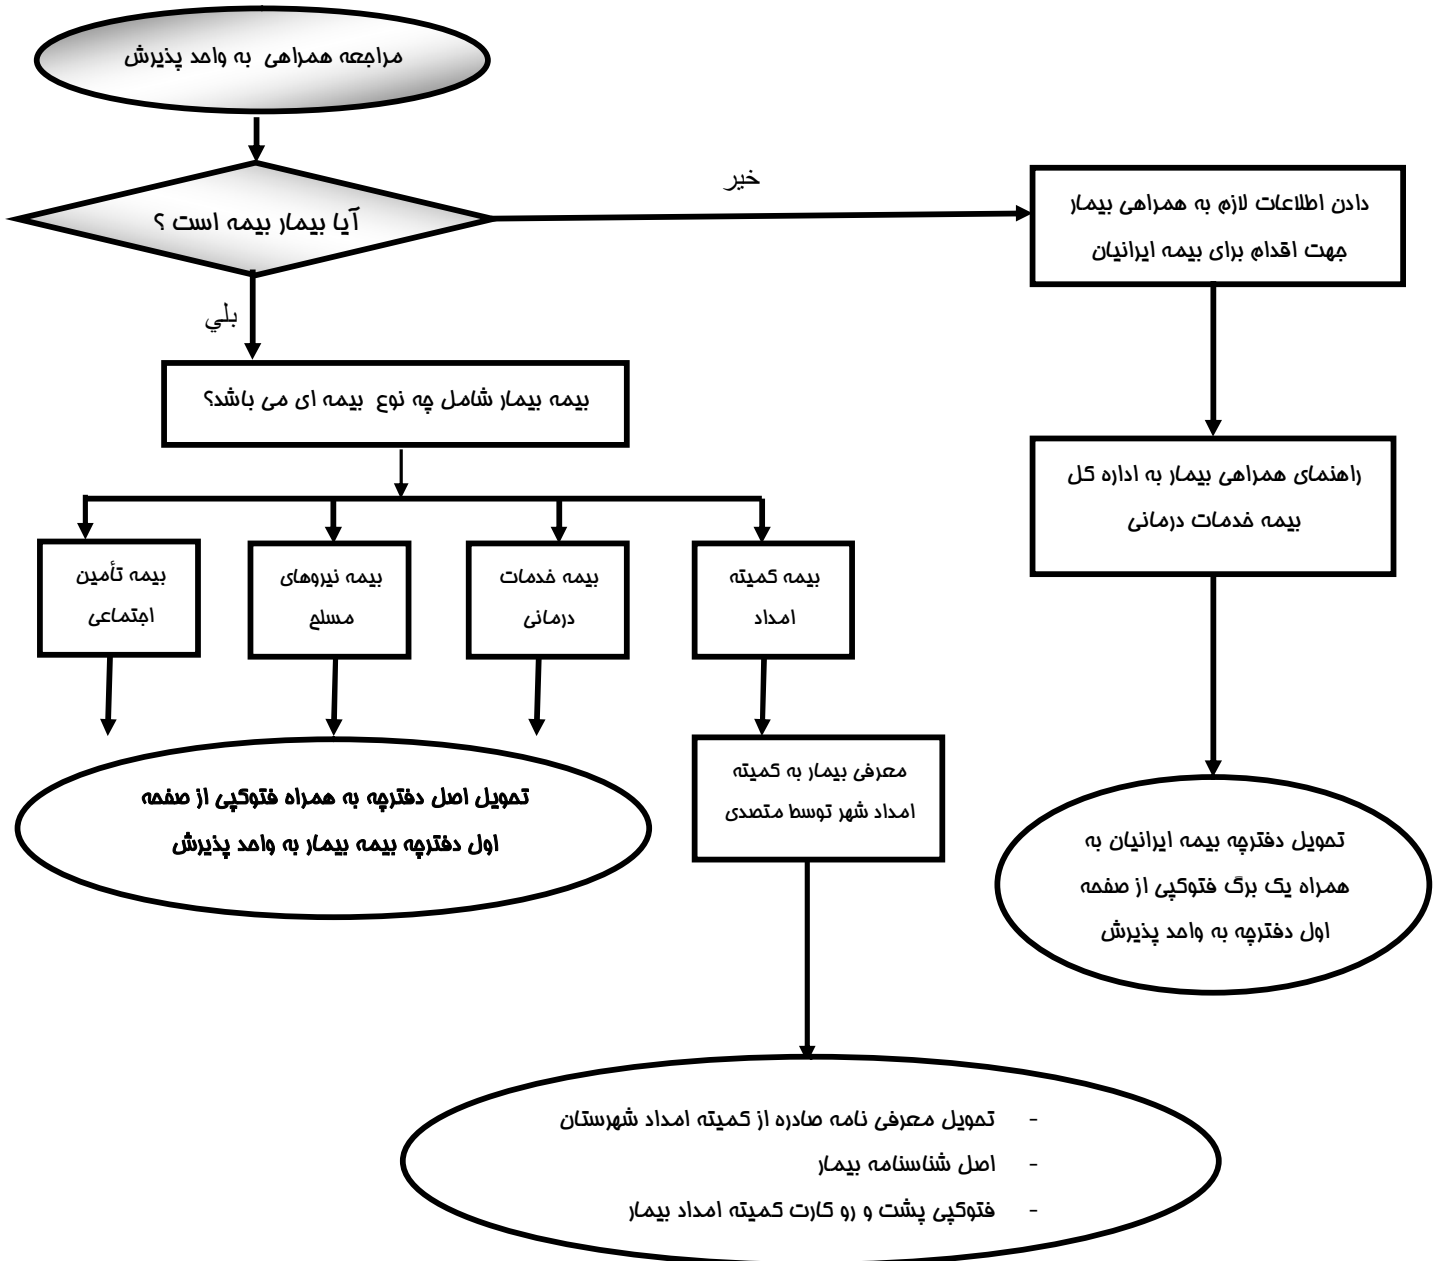 مراجعه همراهی به واحد پذیرش
آیا بیمار بیمه است ؟
خیر
دادن اطلاعات لازم به همراهی بیمار
جهت اقدام برای بیمه ایرانیان
بلي
بیمه بیمار شامل چه نوع بیمه ای می باشد؟
راهنمای همراهی بیمار به اداره کل
بیمه خدمات درمانی
بیمه کمیته
امداد
بیمه خدمات
درمانی
بیمه نیروهای
مسلح
بیمه تأمین
اجتماعی
معرفی بیمار به کمیته
امداد شهر توسط متصدی
تحویل اصل دفترچه به همراه فتوکپی از صفحه
اول دفترچه بیمه بیمار به واحد پذیرش
تحویل دفترچه بیمه ایرانیان به
همراه یک برگ فتوکپی از صفحه
اول دفترچه به واحد پذیرش
- تحویل معرفی نامه صادره از کمیته امداد شهرستان
- اصل شناسنامه بیمار
- فتوکپی پشت و رو کارت کمیته امداد بیمار